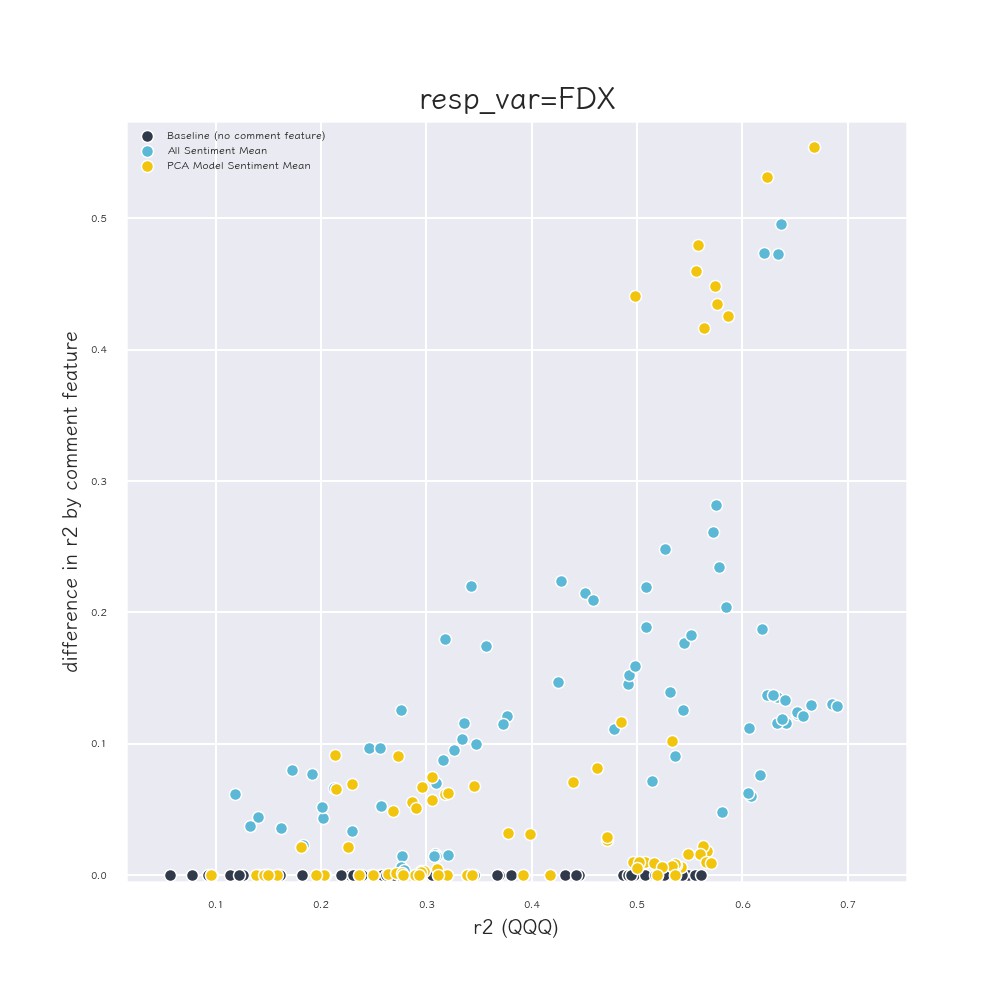 resp_var=FDX
Baseline (no comment feature)
All Sentiment Mean
PCA Model Sentiment Mean
difference in r2 by comment feature
0.5
0.4
0.3
0.2
0.1
0.0
0.1 0.2 0.3 0.4 0.5 0.6 0.7
r2 (QQQ)